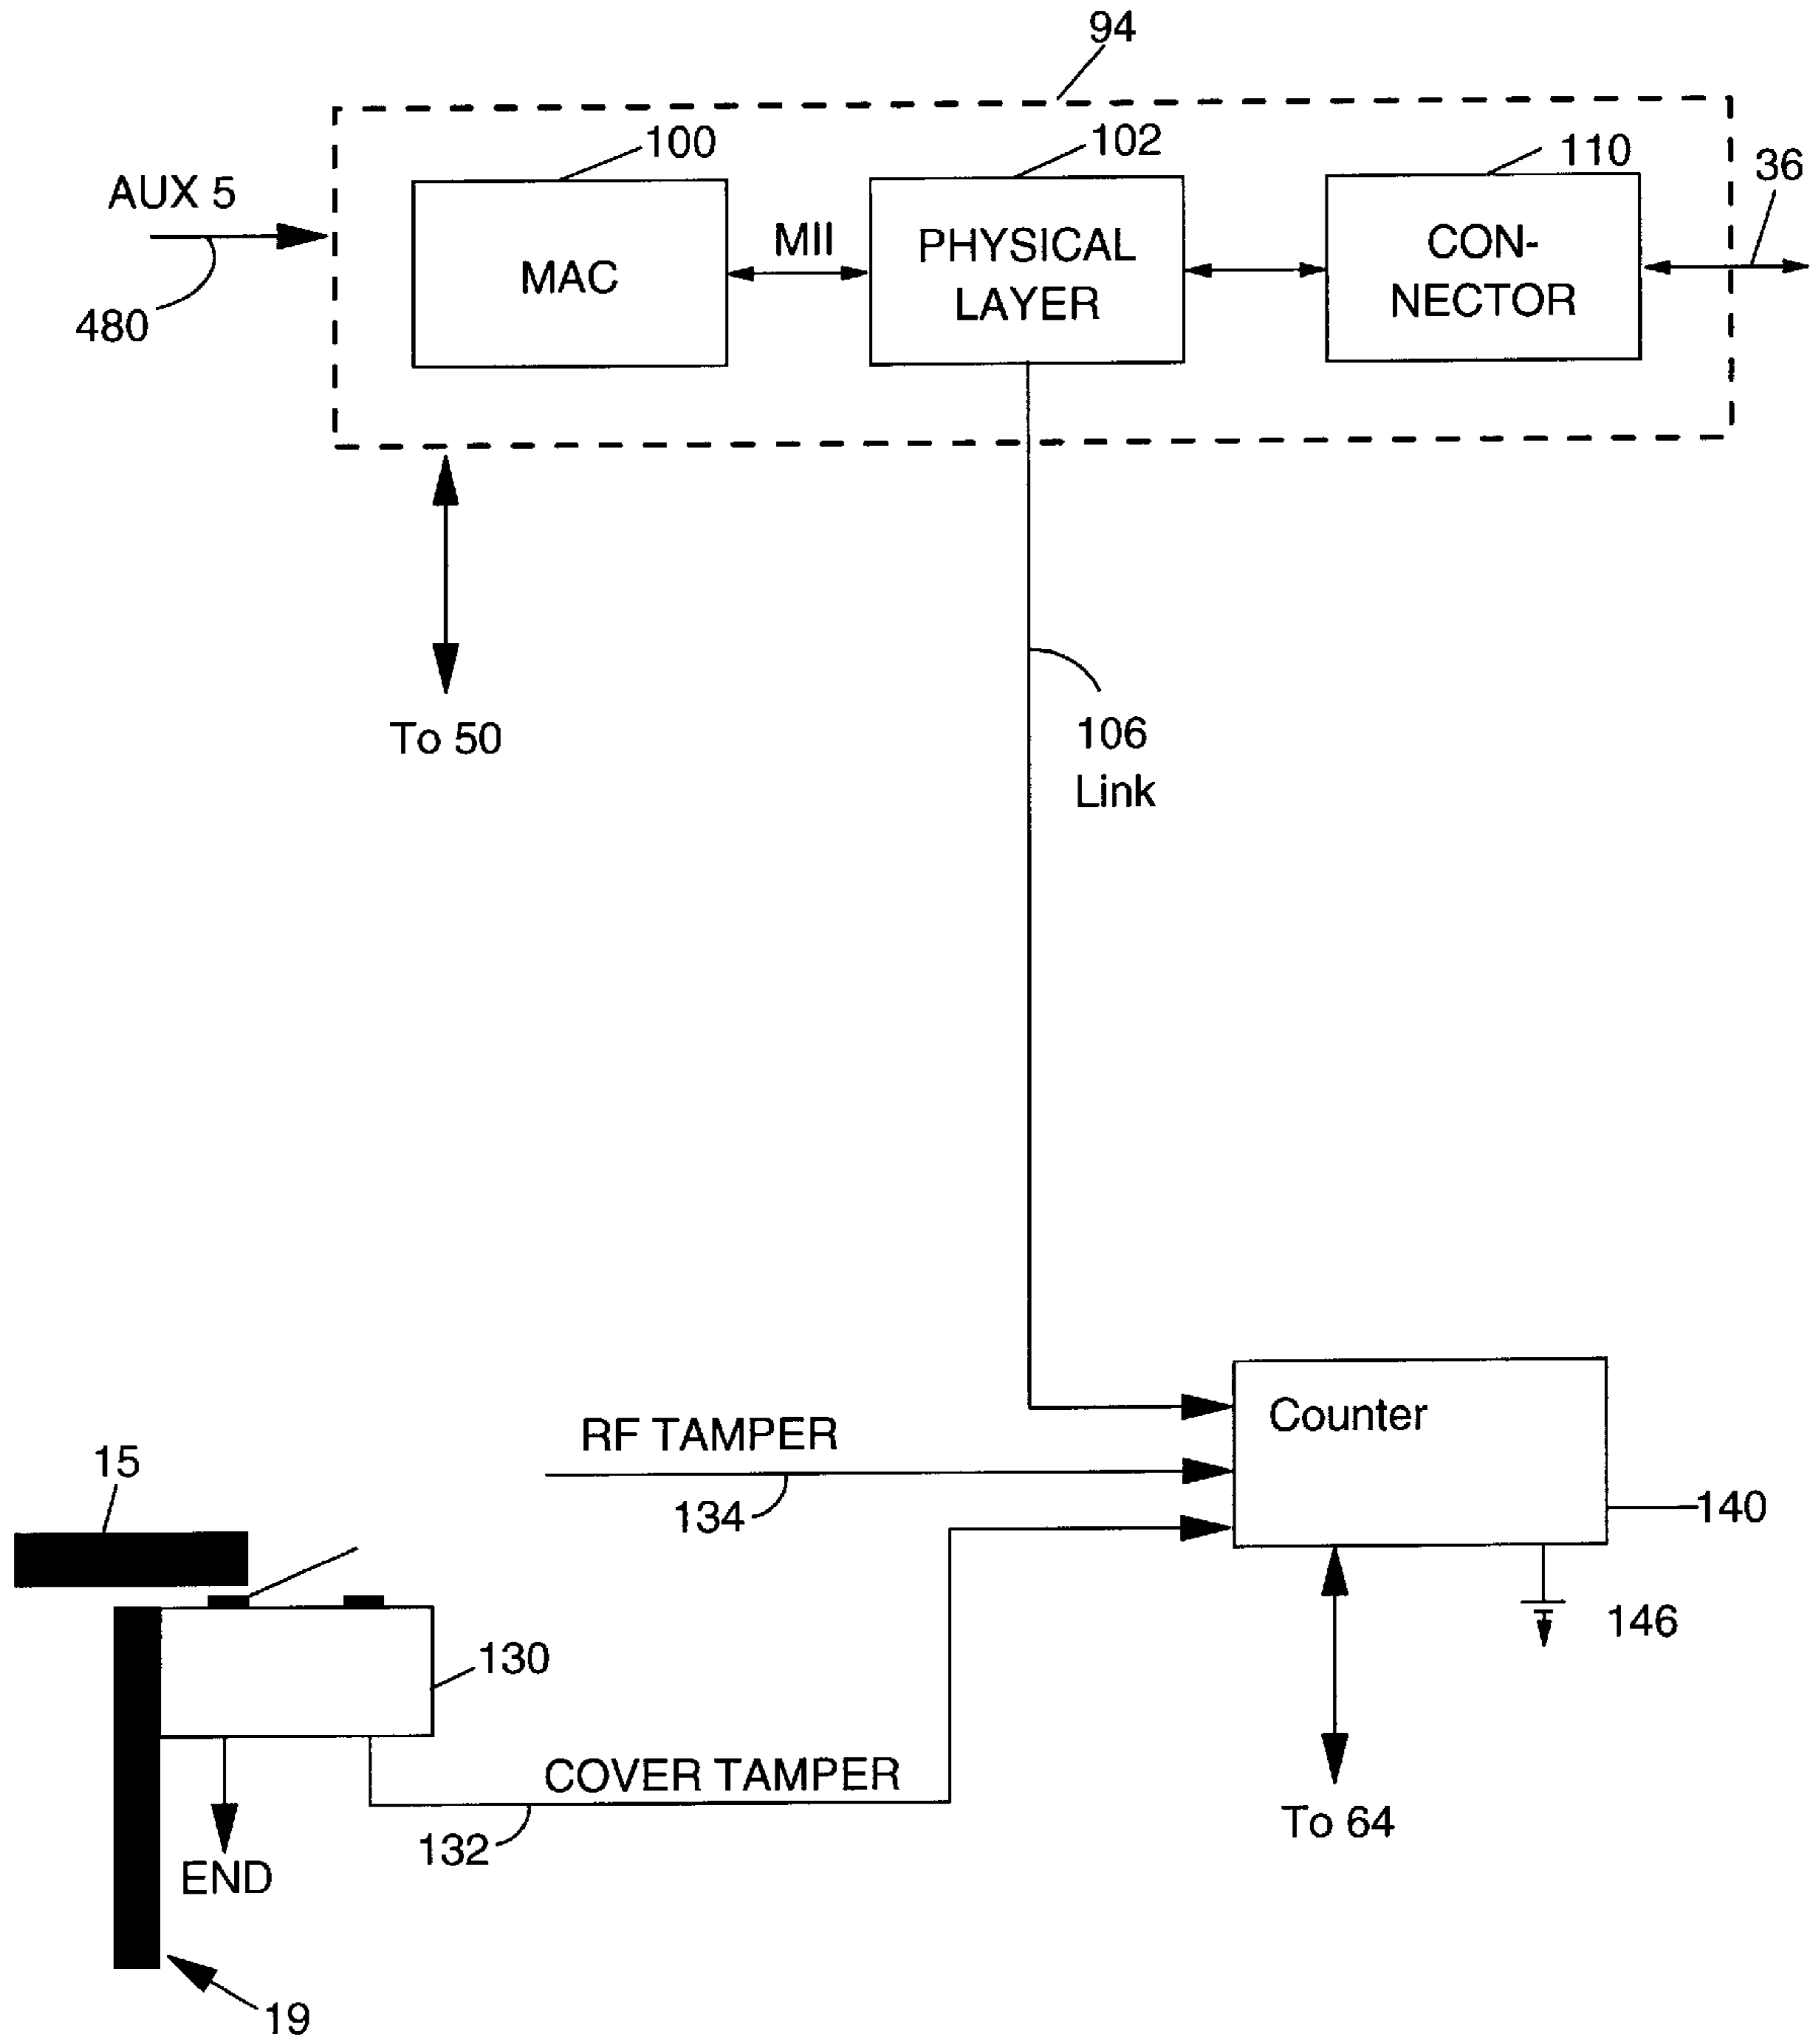 94
100
102
110
36
AUX 5
MAC
MII
PHYSICAL
LAYER
CON-
NECTOR
480
To 50
106
Link
Counter
RF TAMPER
134
140
15
146
130
COVER TAMPER
132
To 64
END
19